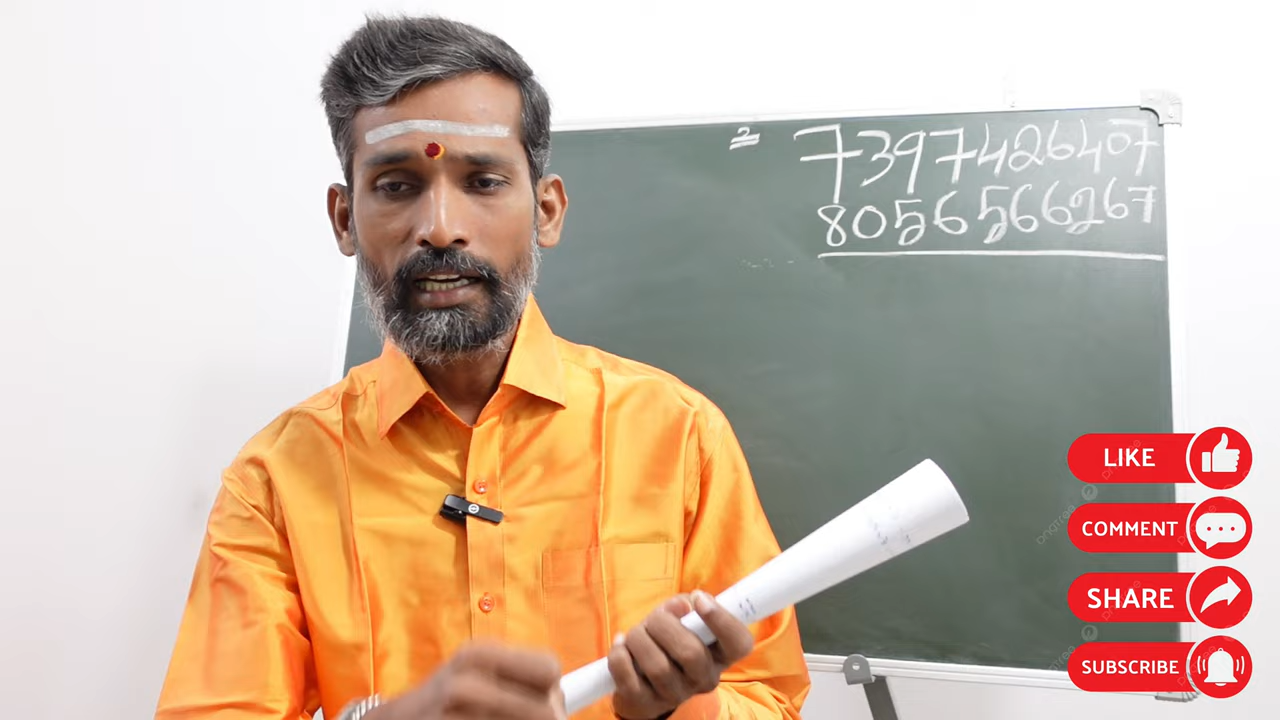 = 7397426407
8056566267
LIKE
COMMENT
SHARE
SUBSCRIBE